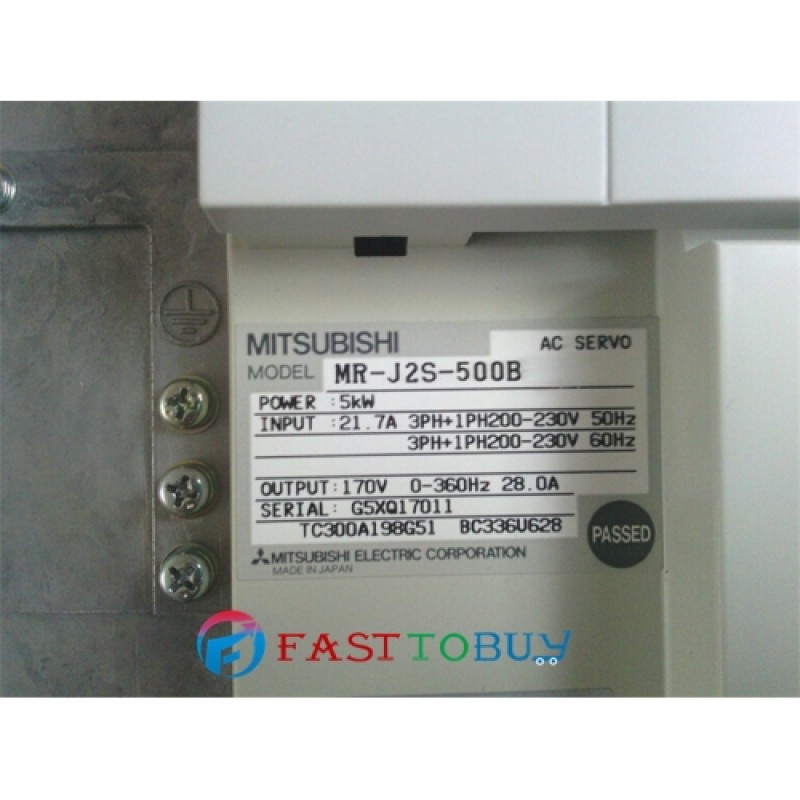 MITSUBISHI AC SERVO
MODEL MR-J2S-500B
POWER :5kW
INPUT :21.7A 3PH+1PH200-230V 50Hz
3PH+1PH200-230V 60Hz
OUTPUT:170V 0-360Hz 28.0A
SERIAL: G5XQ17011
TC300A198G51 BC336U628
PASSED
MITSUBISHI ELECTRIC CORPORATION
MADE IN JAPAN
F FASTTOBUY